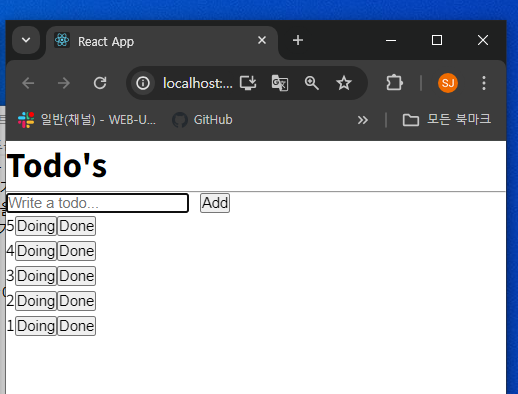 React App
localhost:...
SJ
일반(채널) - WEB-U...
GitHub
모든 북마크
Todo's
Write a todo...
Add
5 Doing Done
4 Doing Done
3 Doing Done
2 Doing Done
1 Doing Done